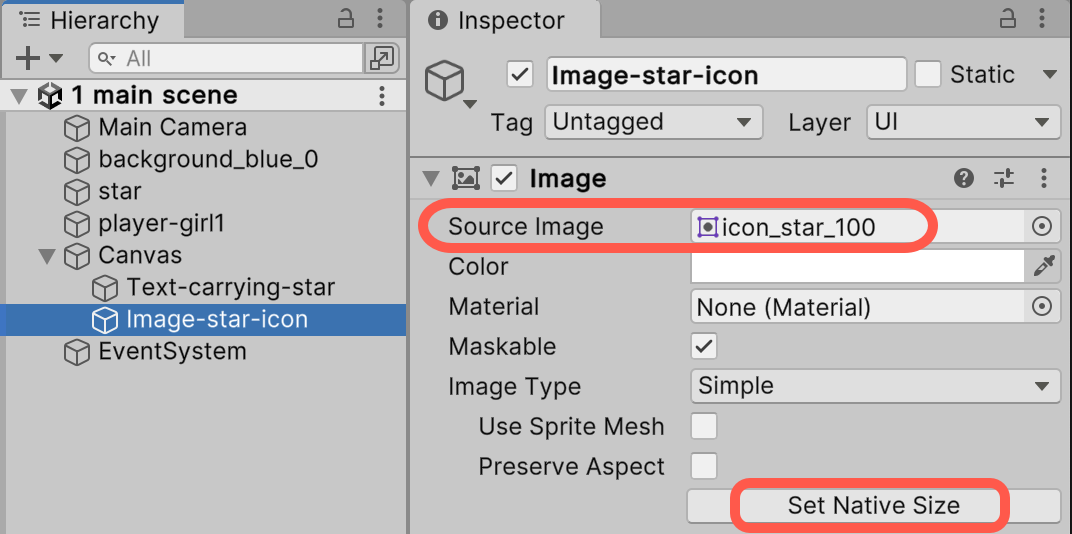 Hierarchy
All
1 main scene
Main Camera
background_blue_0
star
player-girl1
Canvas
Text-carrying-star
Image-star-icon
EventSystem
Inspector
Image-star-icon
Static
Tag Untagged Layer UI
Image
Source Image icon_star_100
Color
Material None (Material)
Maskable
Image Type Simple
Use Sprite Mesh
Preserve Aspect
Set Native Size